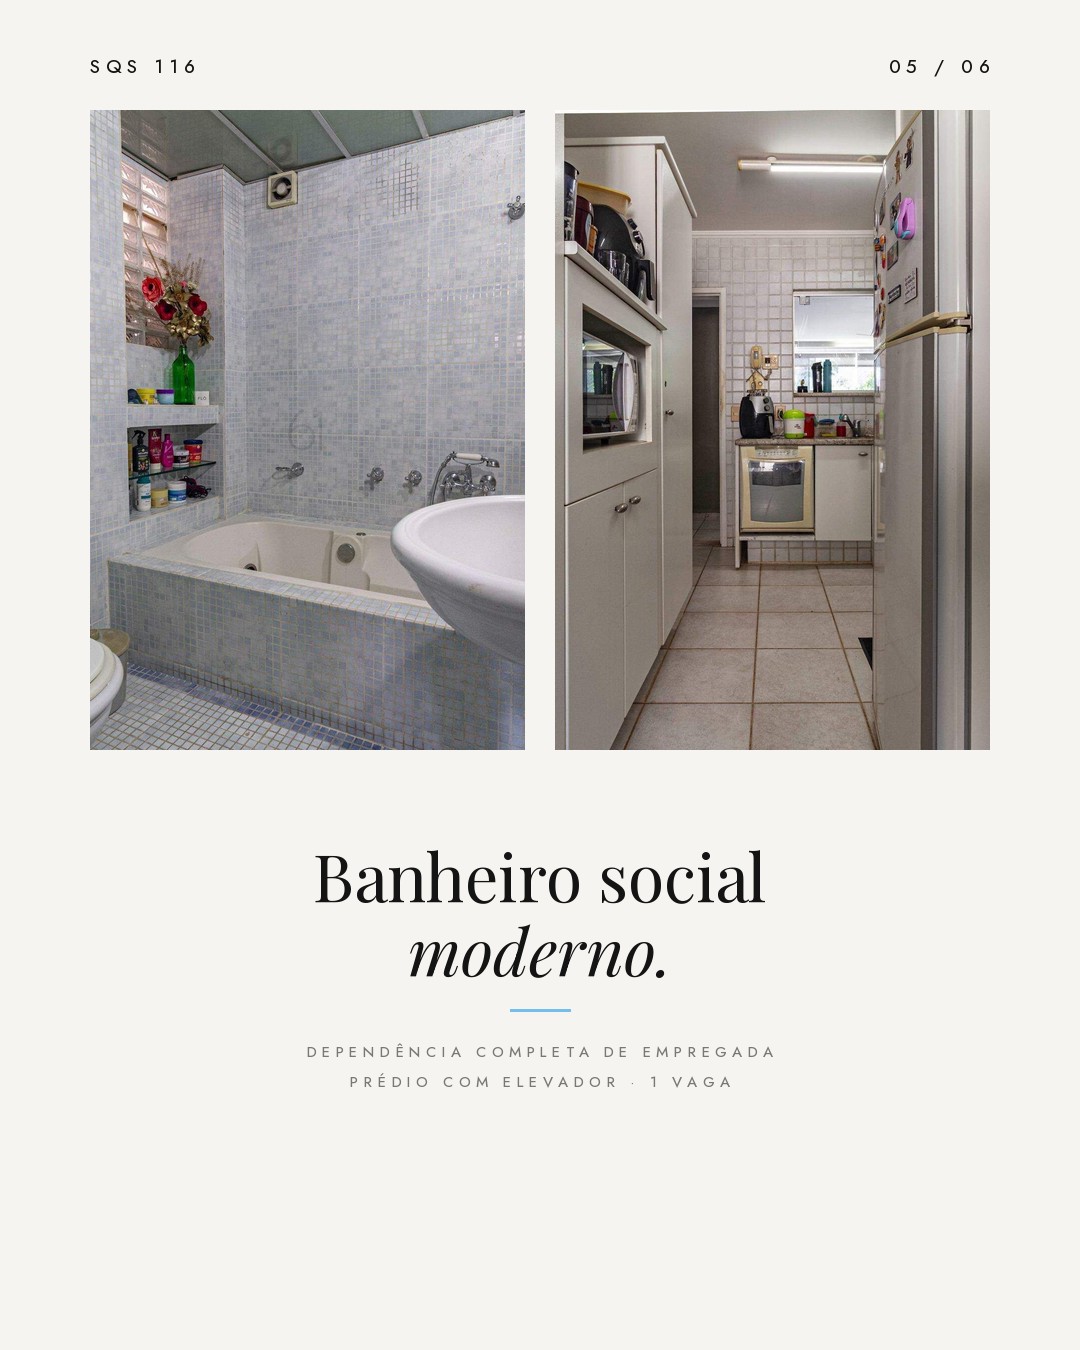 SQS 116
05 / 06
Banheiro social
moderno.
DEPENDÊNCIA COMPLETA DE EMPREGADA
PRÉDIO COM ELEVADOR · 1 VAGA